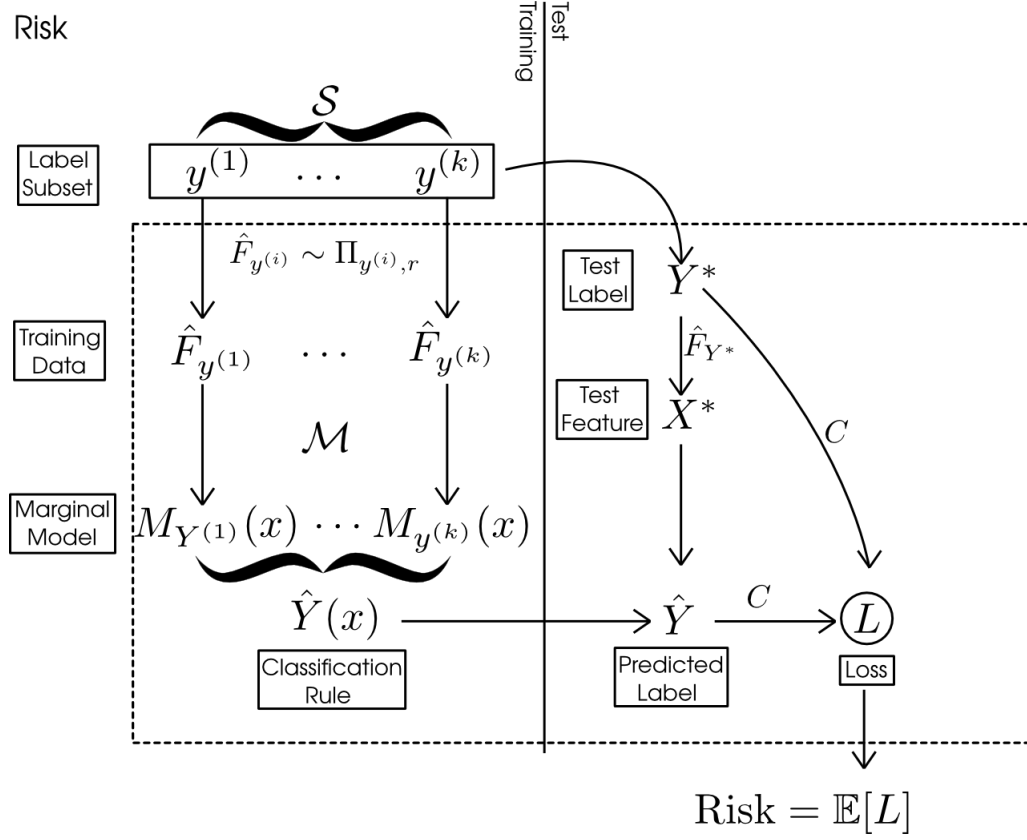 Risk
Training
Test
𝒮
Label
Subset
y^{(1)} ⋯ y^{(k)}
F̂_{y^{(i)}} ∼ Π_{y^{(i)},r}
Test
Label
Y*
Training
Data
F̂_{y^{(1)}} ⋯ F̂_{y^{(k)}}
F̂_{Y*}
Test
Feature
X*
C
ℳ
Marginal
Model
M_{Y^{(1)}}(x) ⋯ M_{y^{(k)}}(x)
Ŷ(x)
Ŷ
C
L
Classification
Rule
Predicted
Label
Loss
Risk = 𝔼[L]